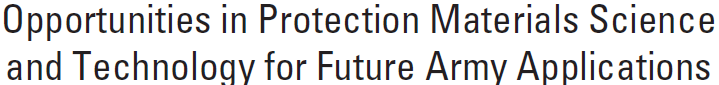 Opportunities in Protection Materials Science
and Technology for Future Army Applications